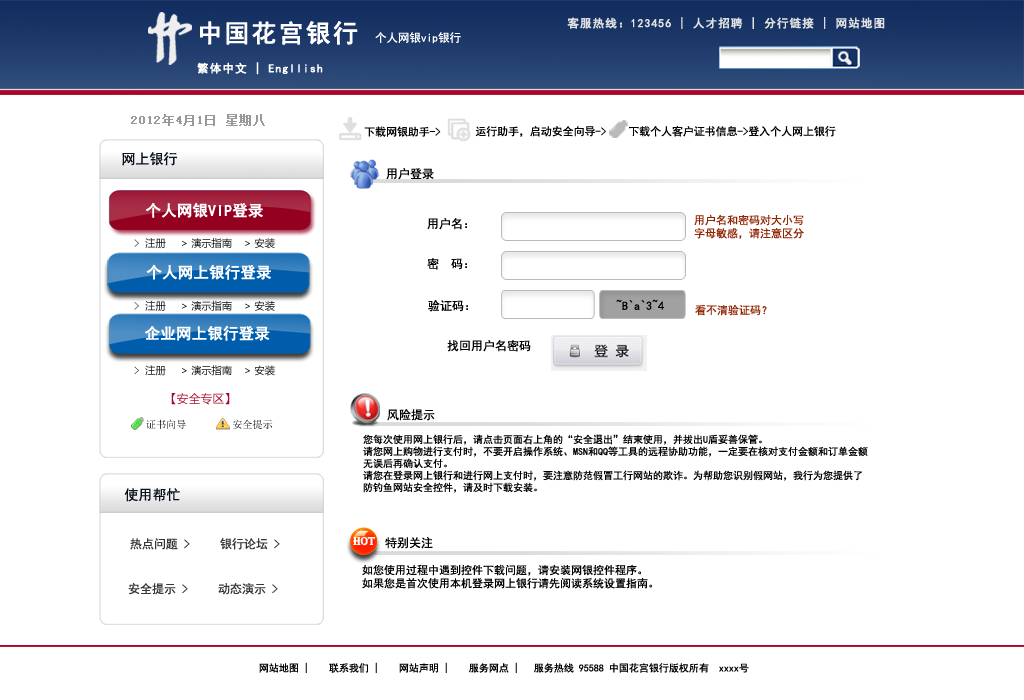 中国花宫银行 个人网银vip银行
繁体中文 | Engllish
客服热线：123456 | 人才招聘 | 分行链接 | 网站地图
2012年4月1日 星期八
网上银行
个人网银VIP登录
> 注册 > 演示指南 > 安装
个人网上银行登录
> 注册 > 演示指南 > 安装
企业网上银行登录
> 注册 > 演示指南 > 安装
【安全专区】
证书向导 安全提示
使用帮忙
热点问题 > 银行论坛 >
安全提示 > 动态演示 >
下载网银助手-> 运行助手，启动安全向导-> 下载个人客户证书信息->登入个人网上银行
用户登录
用户名： 用户名和密码对大小写
字母敏感，请注意区分
密 码：
验证码： ~B`a`3~4 看不清验证码？
找回用户名密码 登 录
风险提示
您每次使用网上银行后，请点击页面右上角的“安全退出”结束使用，并拔出U盾妥善保管。
请您网上购物进行支付时，不要开启操作系统、MSN和QQ等工具的远程协助功能，一定要在核对支付金额和订单金额
无误后再确认支付。
请您在登录网上银行和进行网上支付时，要注意防范假冒工行网站的欺诈。为帮助您识别假网站，我行为您提供了
防钓鱼网站安全控件，请及时下载安装。
HOT 特别关注
如您使用过程中遇到控件下载问题，请安装网银控件程序。
如果您是首次使用本机登录网上银行请先阅读系统设置指南。
网站地图 | 联系我们 | 网站声明 | 服务网点 | 服务热线 95588 中国花宫银行版权所有 xxxx号